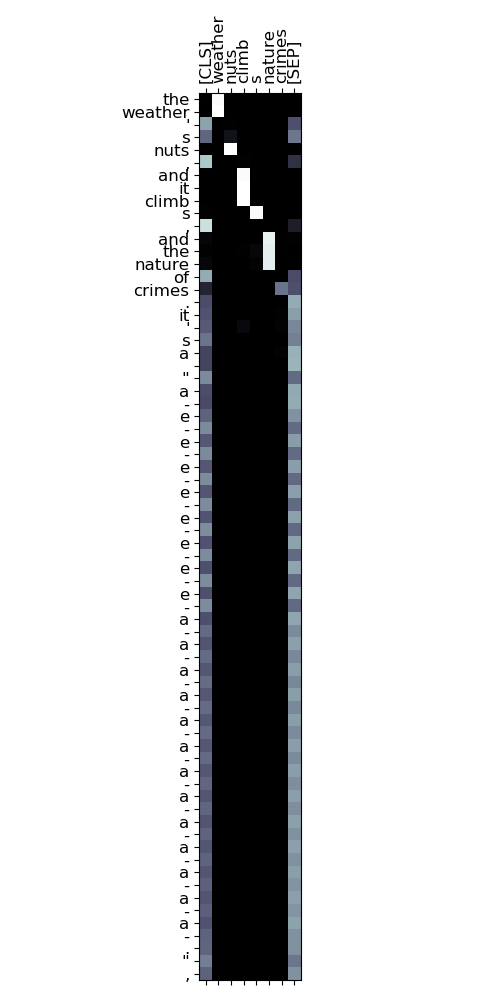 [CLS]
weather
nuts
climb
s
nature
crimes
[SEP]
the
weather
'
s
nuts
,
and
it
climb
s
,
and
the
nature
of
crimes
.
it
'
s
a
"
a
-
e
-
e
-
e
-
e
-
e
-
e
-
e
-
e
-
a
-
a
-
a
-
a
-
a
-
a
-
a
-
a
-
a
-
a
-
a
-
a
-
a
-
.
"
,